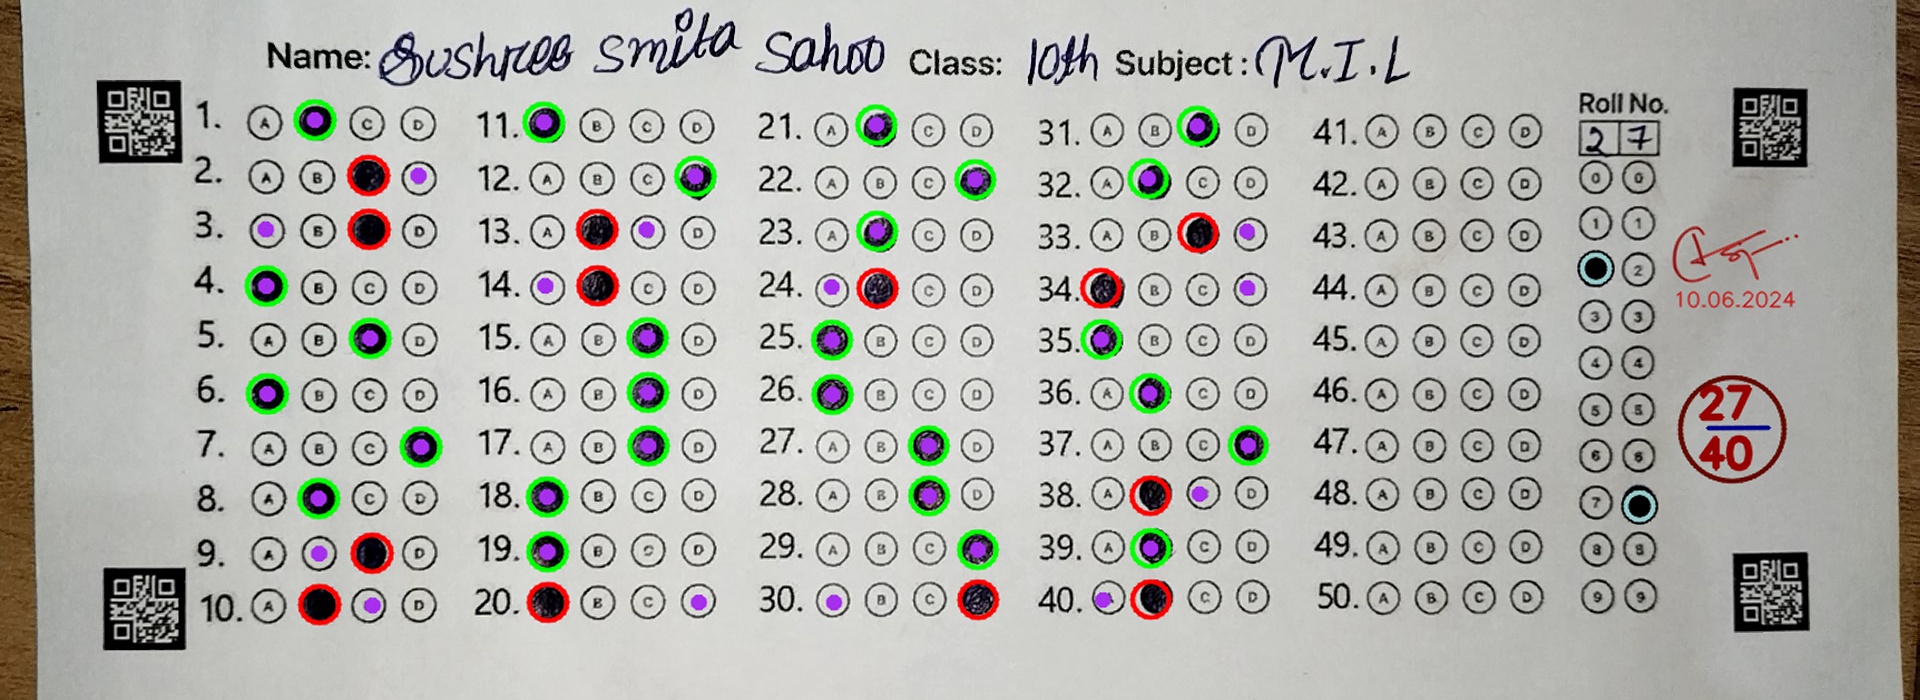 Name: Sushree Smita Sahoo Class: 10th Subject: M.I.L
1. A C D
2. A B
3. B D
4. B C D
5. A B D
6. B C D
7. A B C
8. A C D
9. A D
10. A D
11. B C D
12. A B C
13. A D
14. C D
15. A B D
16. A B D
17. A B D
18. B C D
19. B C D
20. B C
21. A C D
22. A B C
23. A C D
24. C D
25. B C D
26. B C D
27. A B D
28. A B D
29. A B C
30. B C
31. A B D
32. A C D
33. A B
34. B C
35. B C D
36. A C D
37. A B C
38. A D
39. A C D
40. C D
41. A B C D
42. A B C D
43. A B C D
44. A B C D
45. A B C D
46. A B C D
47. A B C D
48. A B C D
49. A B C D
50. A B C D
Roll No.
2 7
0 0
1 1
2
3 3
4 4
5 5
6 6
7
8 8
9 9
10.06.2024
27
40